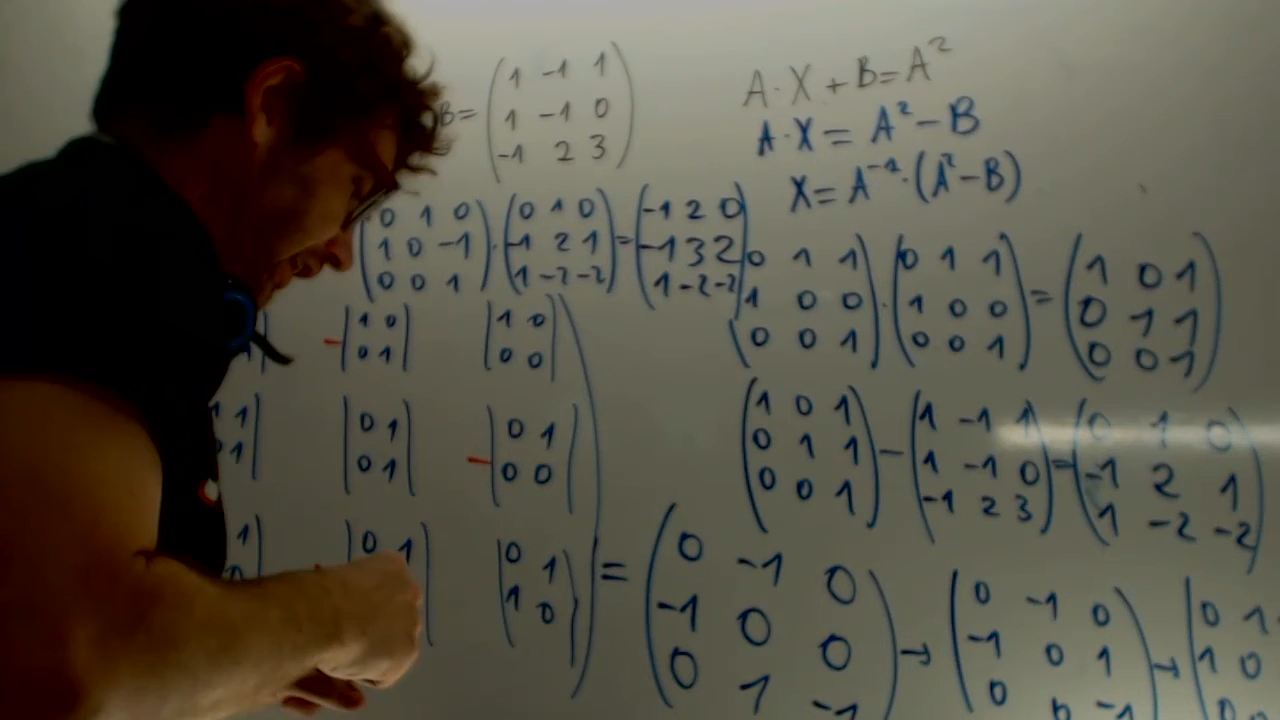 B= ( 1 -1 1
1 -1 0
-1 2 3 )
A·X+B=A²
A·X= A²-B
X= A⁻¹·(A²-B)
( 0 1 0
1 0 -1
0 0 1 ) · ( 0 1 0
-1 2 1
1 -2 -2 ) = ( -1 2 0
-1 3 2
1 -2 -2 )
( 0 1 1
1 0 0
0 0 1 ) · ( 0 1 1
1 0 0
0 0 1 ) = ( 1 0 1
0 1 1
0 0 1 )
- | 1 0
0 1 |
| 1 0
0 0 |
1 1
0 1 |
| 0 1
0 1 |
- | 0 1
0 0 |
( 1 0 1
0 1 1
0 0 1 ) - ( 1 -1 1
1 -1 0
-1 2 3 ) = ( 0 1 0
-1 2 1
1 -2 -2 )
1
0 |
| 0 1
| 0 1
1 0 | )
= ( 0 -1 0
-1 0 0
0 1 -1 ) → ( 0 -1 0
-1 0 1
0 0 -1 ) → ( 0 1
1 0
0